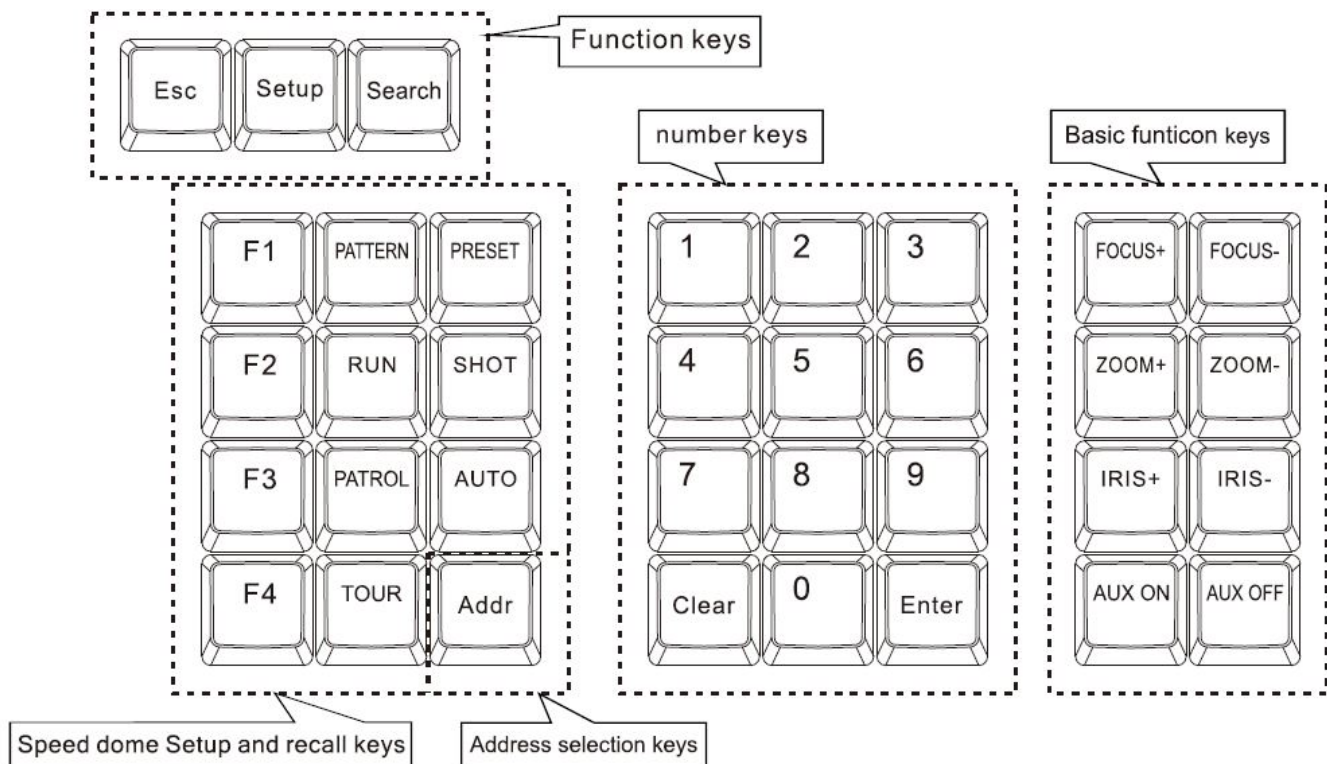 Function keys
Esc Setup Search
number keys
Basic funticon keys
F1 PATTERN PRESET
1 2 3
FOCUS+ FOCUS-
F2 RUN SHOT
4 5 6
ZOOM+ ZOOM-
F3 PATROL AUTO
7 8 9
IRIS+ IRIS-
F4 TOUR Addr
Clear 0 Enter
AUX ON AUX OFF
Speed dome Setup and recall keys
Address selection keys